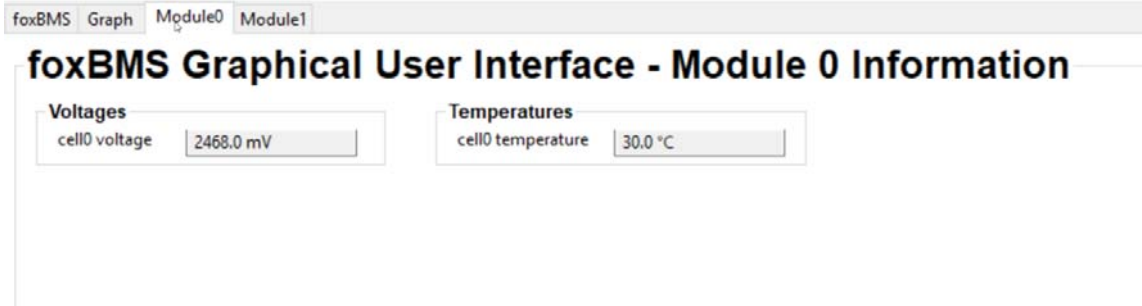 foxBMS Graph Module0 Module1
foxBMS Graphical User Interface - Module 0 Information
Voltages Temperatures
cell0 voltage 2468.0 mV cell0 temperature 30.0 °C